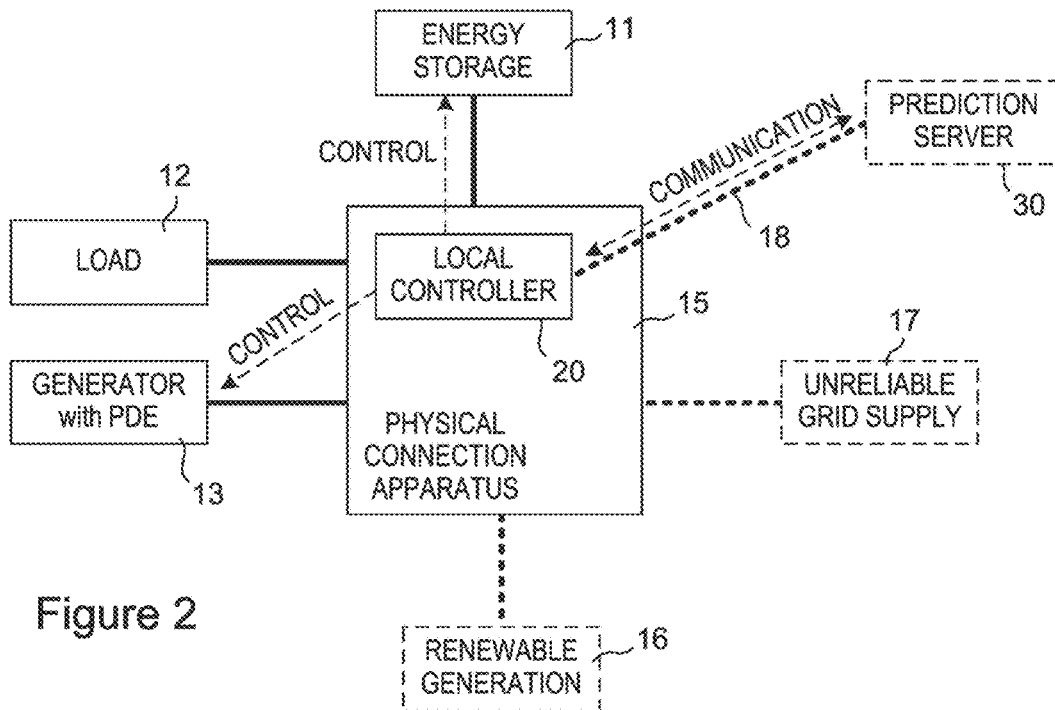 ENERGY
STORAGE
11
PREDICTION
SERVER
30
CONTROL
COMMUNICATION
18
12
LOAD
LOCAL
CONTROLLER
20
15
CONTROL
17
UNRELIABLE
GRID SUPPLY
GENERATOR
with PDE
13
PHYSICAL
CONNECTION
APPARATUS
Figure 2
RENEWABLE
GENERATION
16